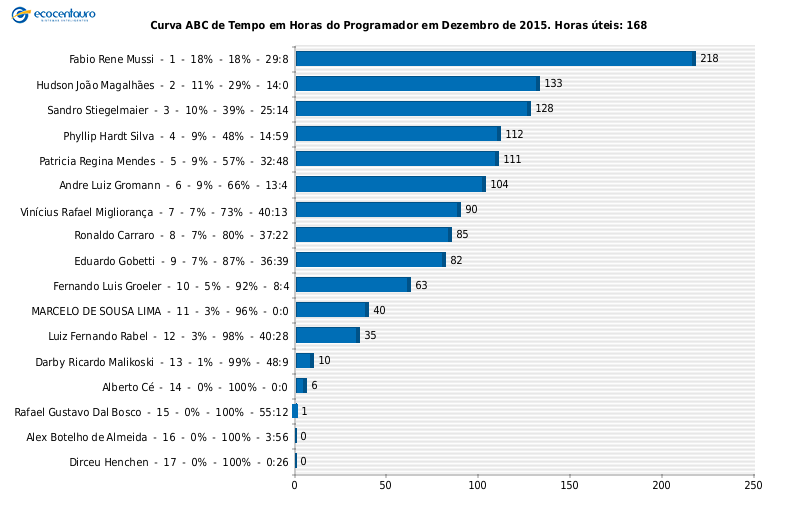 ecocentauro
Curva ABC de Tempo em Horas do Programador em Dezembro de 2015. Horas úteis: 168
Fabio Rene Mussi - 1 - 18% - 18% - 29:8 218
Hudson João Magalhães - 2 - 11% - 29% - 14:0 133
Sandro Stiegelmaier - 3 - 10% - 39% - 25:14 128
Phyllip Hardt Silva - 4 - 9% - 48% - 14:59 112
Patricia Regina Mendes - 5 - 9% - 57% - 32:48 111
Andre Luiz Gromann - 6 - 9% - 66% - 13:4 104
Vinícius Rafael Migliorança - 7 - 7% - 73% - 40:13 90
Ronaldo Carraro - 8 - 7% - 80% - 37:22 85
Eduardo Gobetti - 9 - 7% - 87% - 36:39 82
Fernando Luis Groeler - 10 - 5% - 92% - 8:4 63
MARCELO DE SOUSA LIMA - 11 - 3% - 96% - 0:0 40
Luiz Fernando Rabel - 12 - 3% - 98% - 40:28 35
Darby Ricardo Malikoski - 13 - 1% - 99% - 48:9 10
Alberto Cé - 14 - 0% - 100% - 0:0 6
Rafael Gustavo Dal Bosco - 15 - 0% - 100% - 55:12 1
Alex Botelho de Almeida - 16 - 0% - 100% - 3:56 0
Dirceu Henchen - 17 - 0% - 100% - 0:26 0
0 50 100 150 200 250